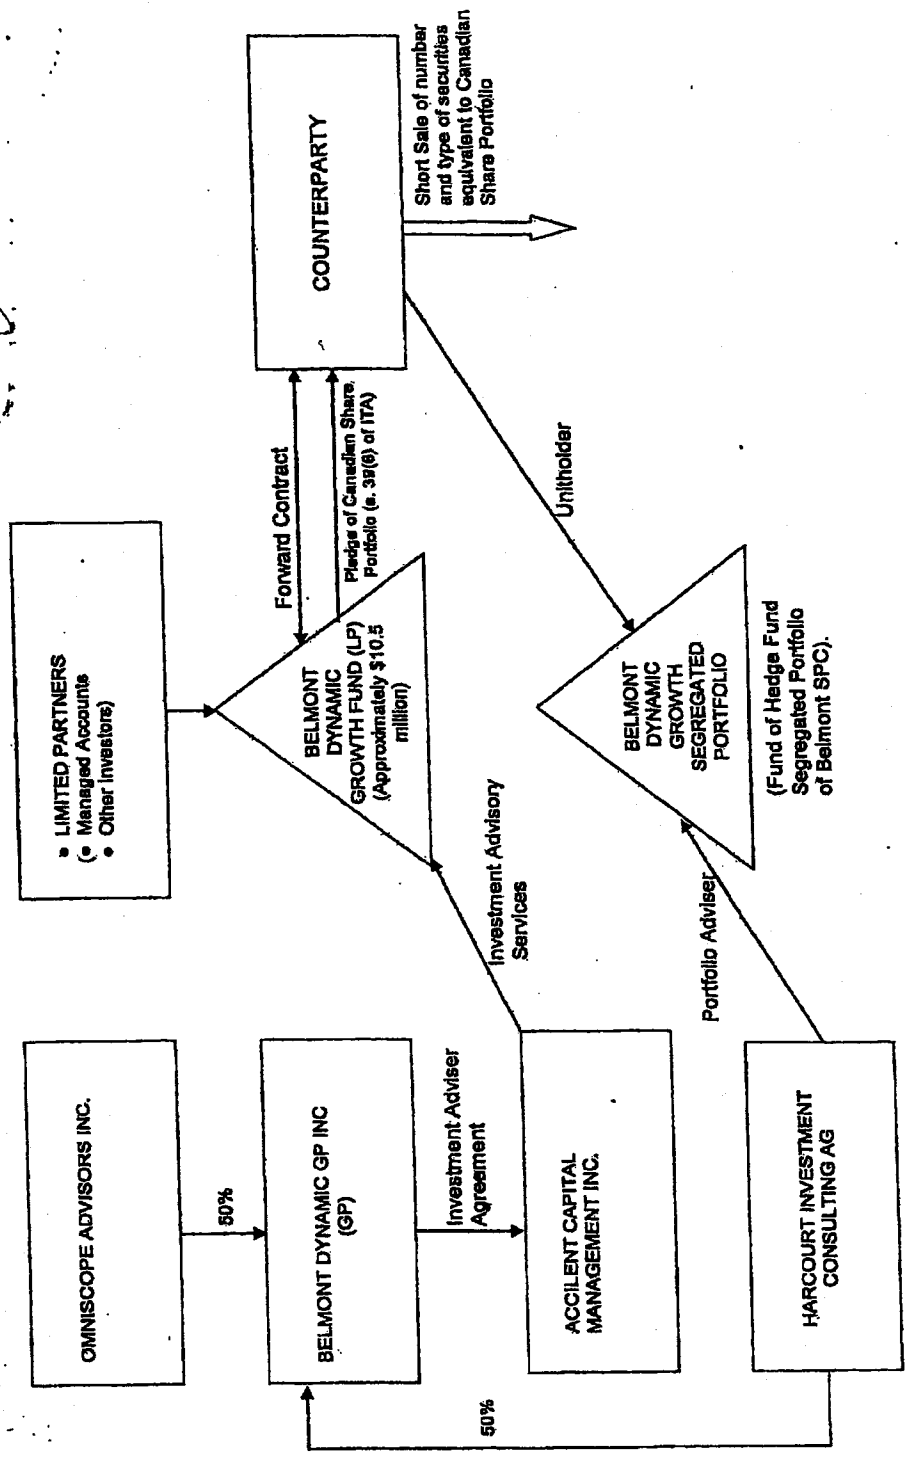 OMNISCOPE ADVISORS INC.
• LIMITED PARTNERS
(• Managed Accounts
• Other Investors)
50%
BELMONT DYNAMIC GP INC
(GP)
Forward Contract
Pledge of Canadian Share
Portfolio (s. 39(6) of ITA)
COUNTERPARTY
BELMONT
DYNAMIC
GROWTH FUND (LP)
(Approximately $10.5
million)
Short Sale of number
and type of securities
equivalent to Canadian
Share Portfolio
Investment Adviser
Agreement
Investment Advisory
Services
50%
ACCILENT CAPITAL
MANAGEMENT INC.
Unitholder
BELMONT
DYNAMIC
GROWTH
SEGREGATED
PORTFOLIO
Portfolio Adviser
HARCOURT INVESTMENT
CONSULTING AG
(Fund of Hedge Fund
Segregated Portfolio
of Belmont SPC).